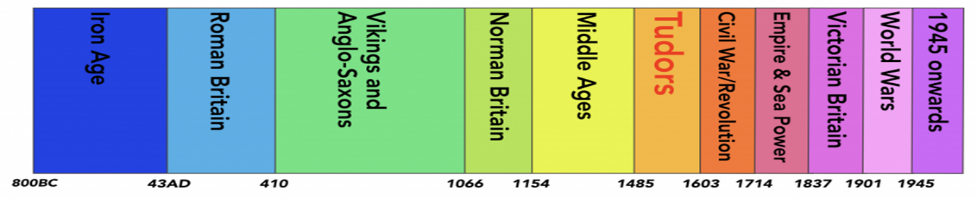 Iron Age
Roman Britain
Vikings and
Anglo-Saxons
Norman Britain
Middle Ages
Tudors
Civil War/Revolution
Empire & Sea Power
Victorian Britain
World Wars
1945 onwards
800BC
43AD
410
1066
1154
1485
1603
1714
1837
1901
1945